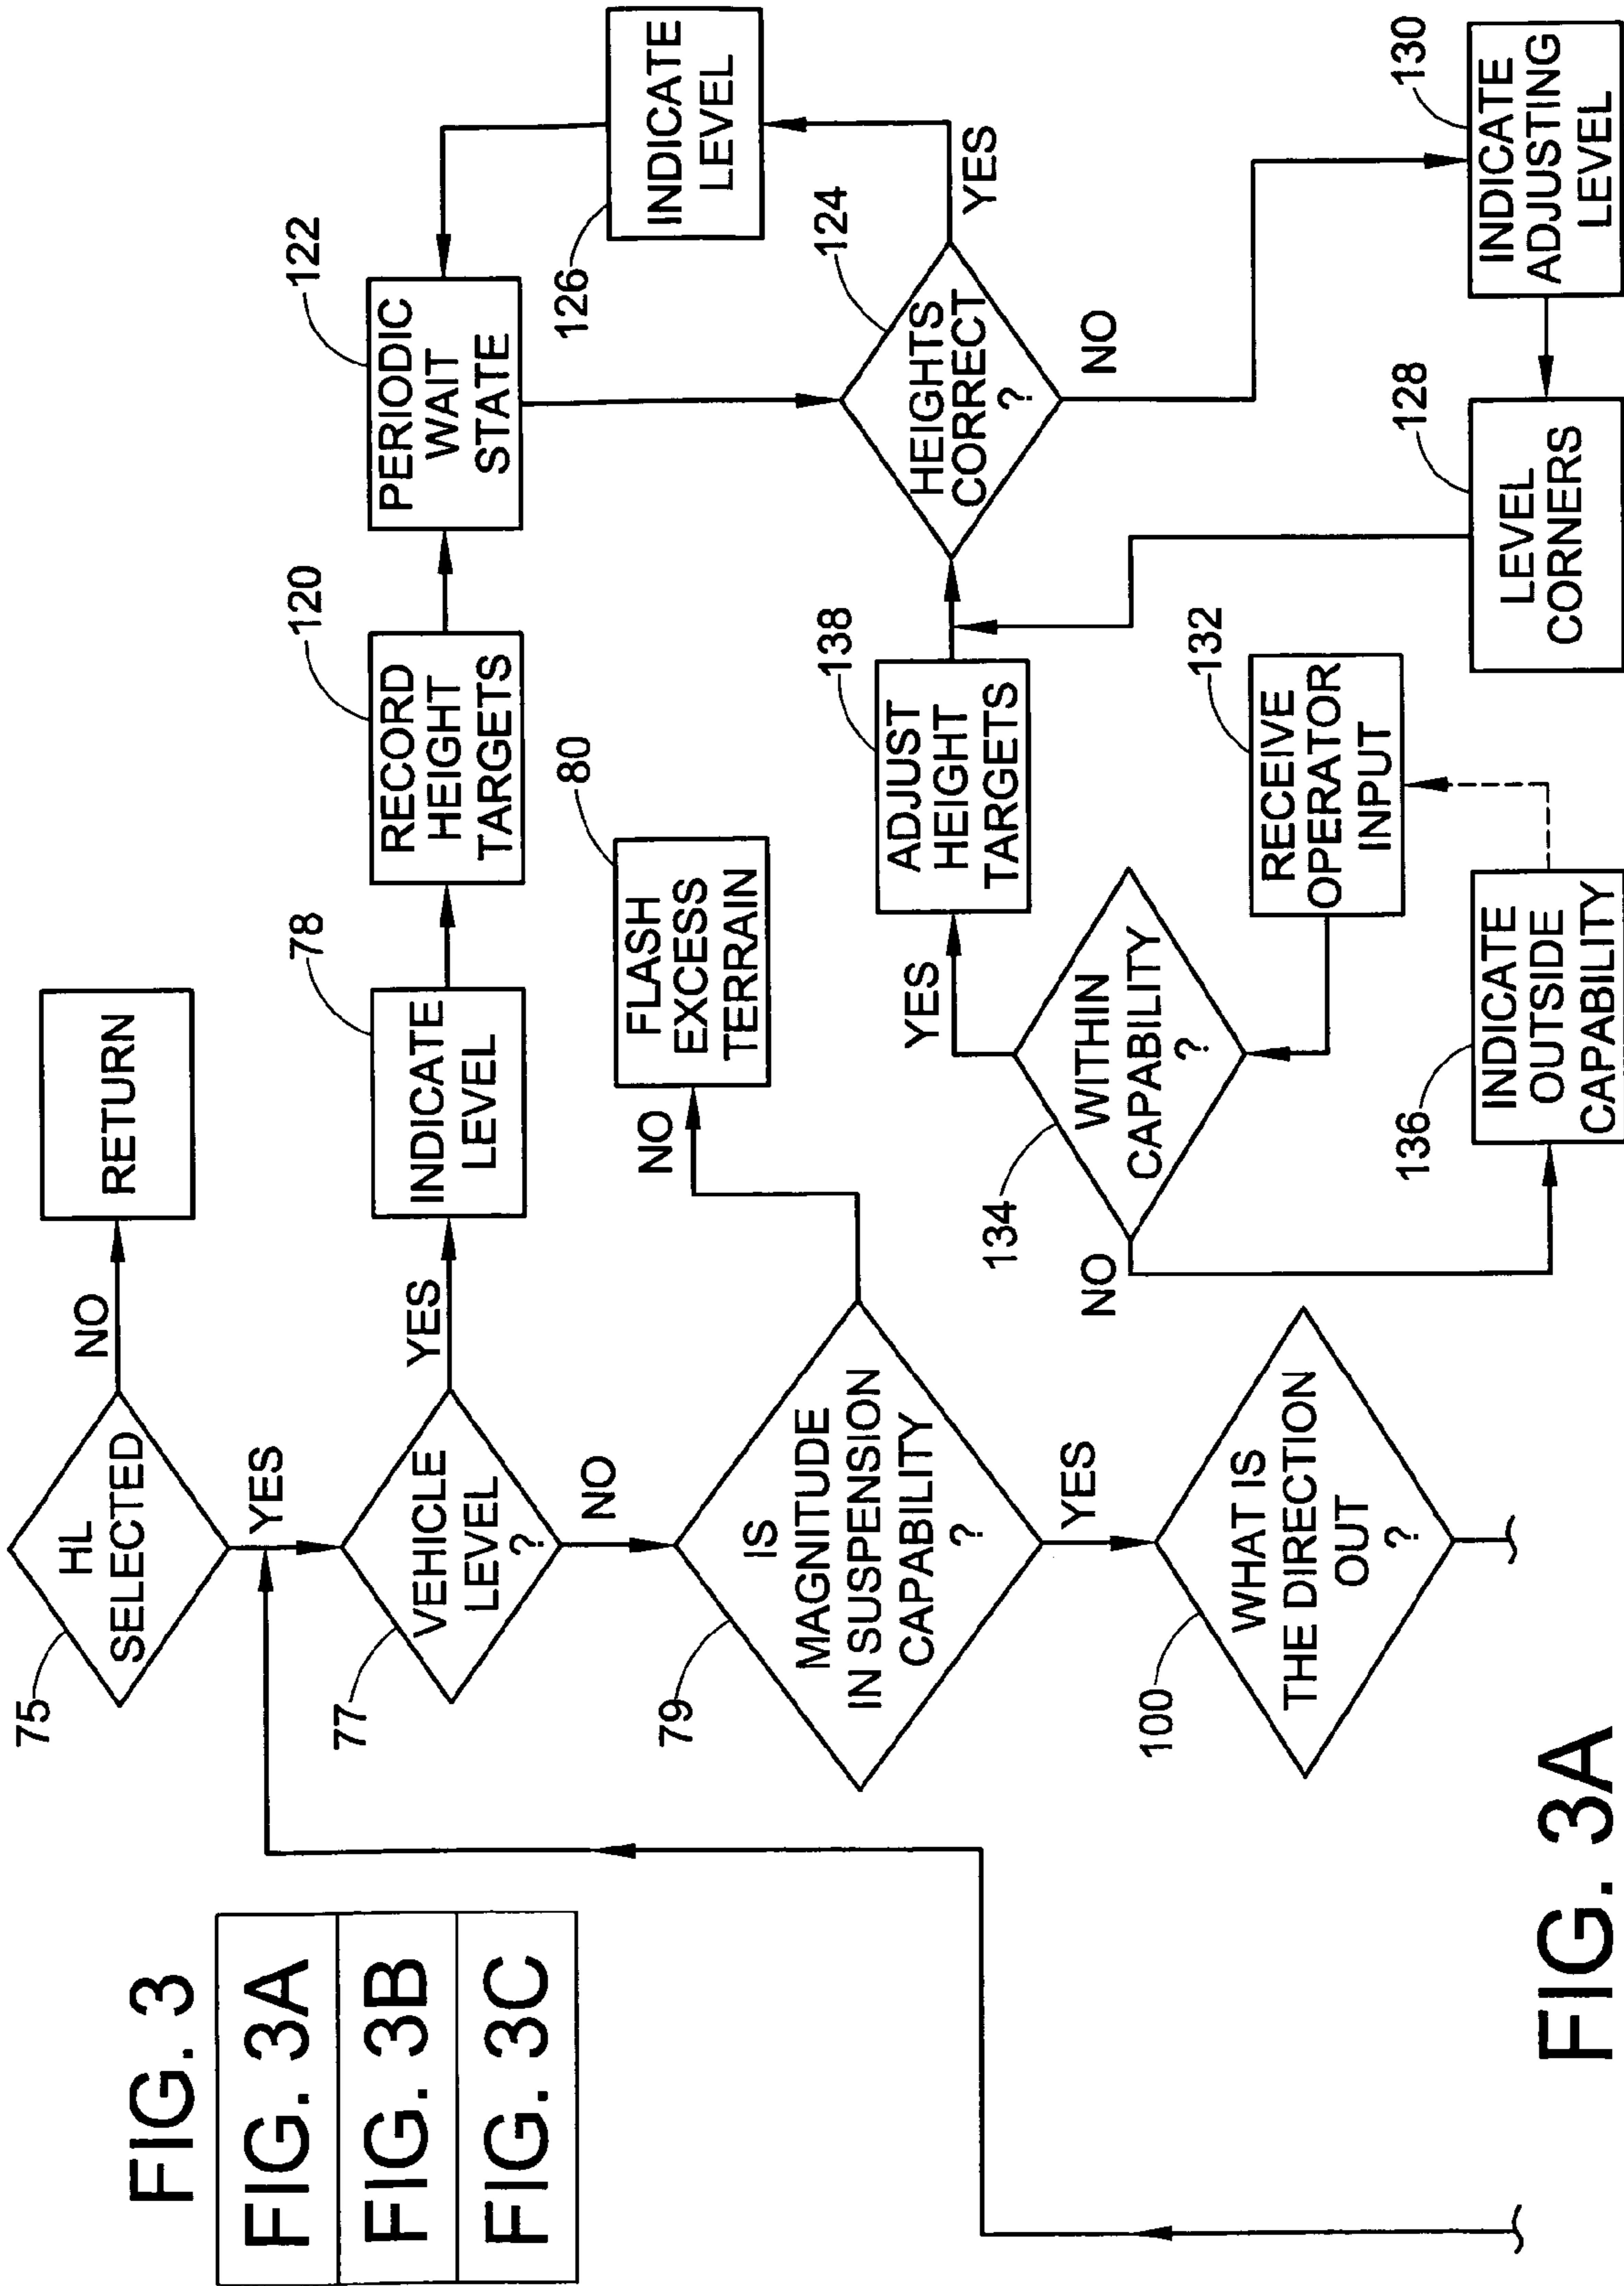 FIG. 3
FIG. 3A
FIG. 3B
FIG. 3C
75
HL
SELECTED
NO
RETURN
YES
77
VEHICLE
LEVEL
?
YES
78
INDICATE
LEVEL
120
RECORD
HEIGHT
TARGETS
122
PERIODIC
WAIT
STATE
126
INDICATE
LEVEL
NO
79
IS
MAGNITUDE
IN SUSPENSION
CAPABILITY
?
NO
80
FLASH
EXCESS
TERRAIN
YES
100
WHAT IS
THE DIRECTION
OUT
?
124
HEIGHTS
CORRECT
?
YES
NO
138
ADJUST
HEIGHT
TARGETS
YES
134
WITHIN
CAPABILITY
?
NO
132
RECEIVE
OPERATOR
INPUT
136
INDICATE
OUTSIDE
CAPABILITY
128
LEVEL
CORNERS
130
INDICATE
ADJUSTING
LEVEL
FIG. 3A